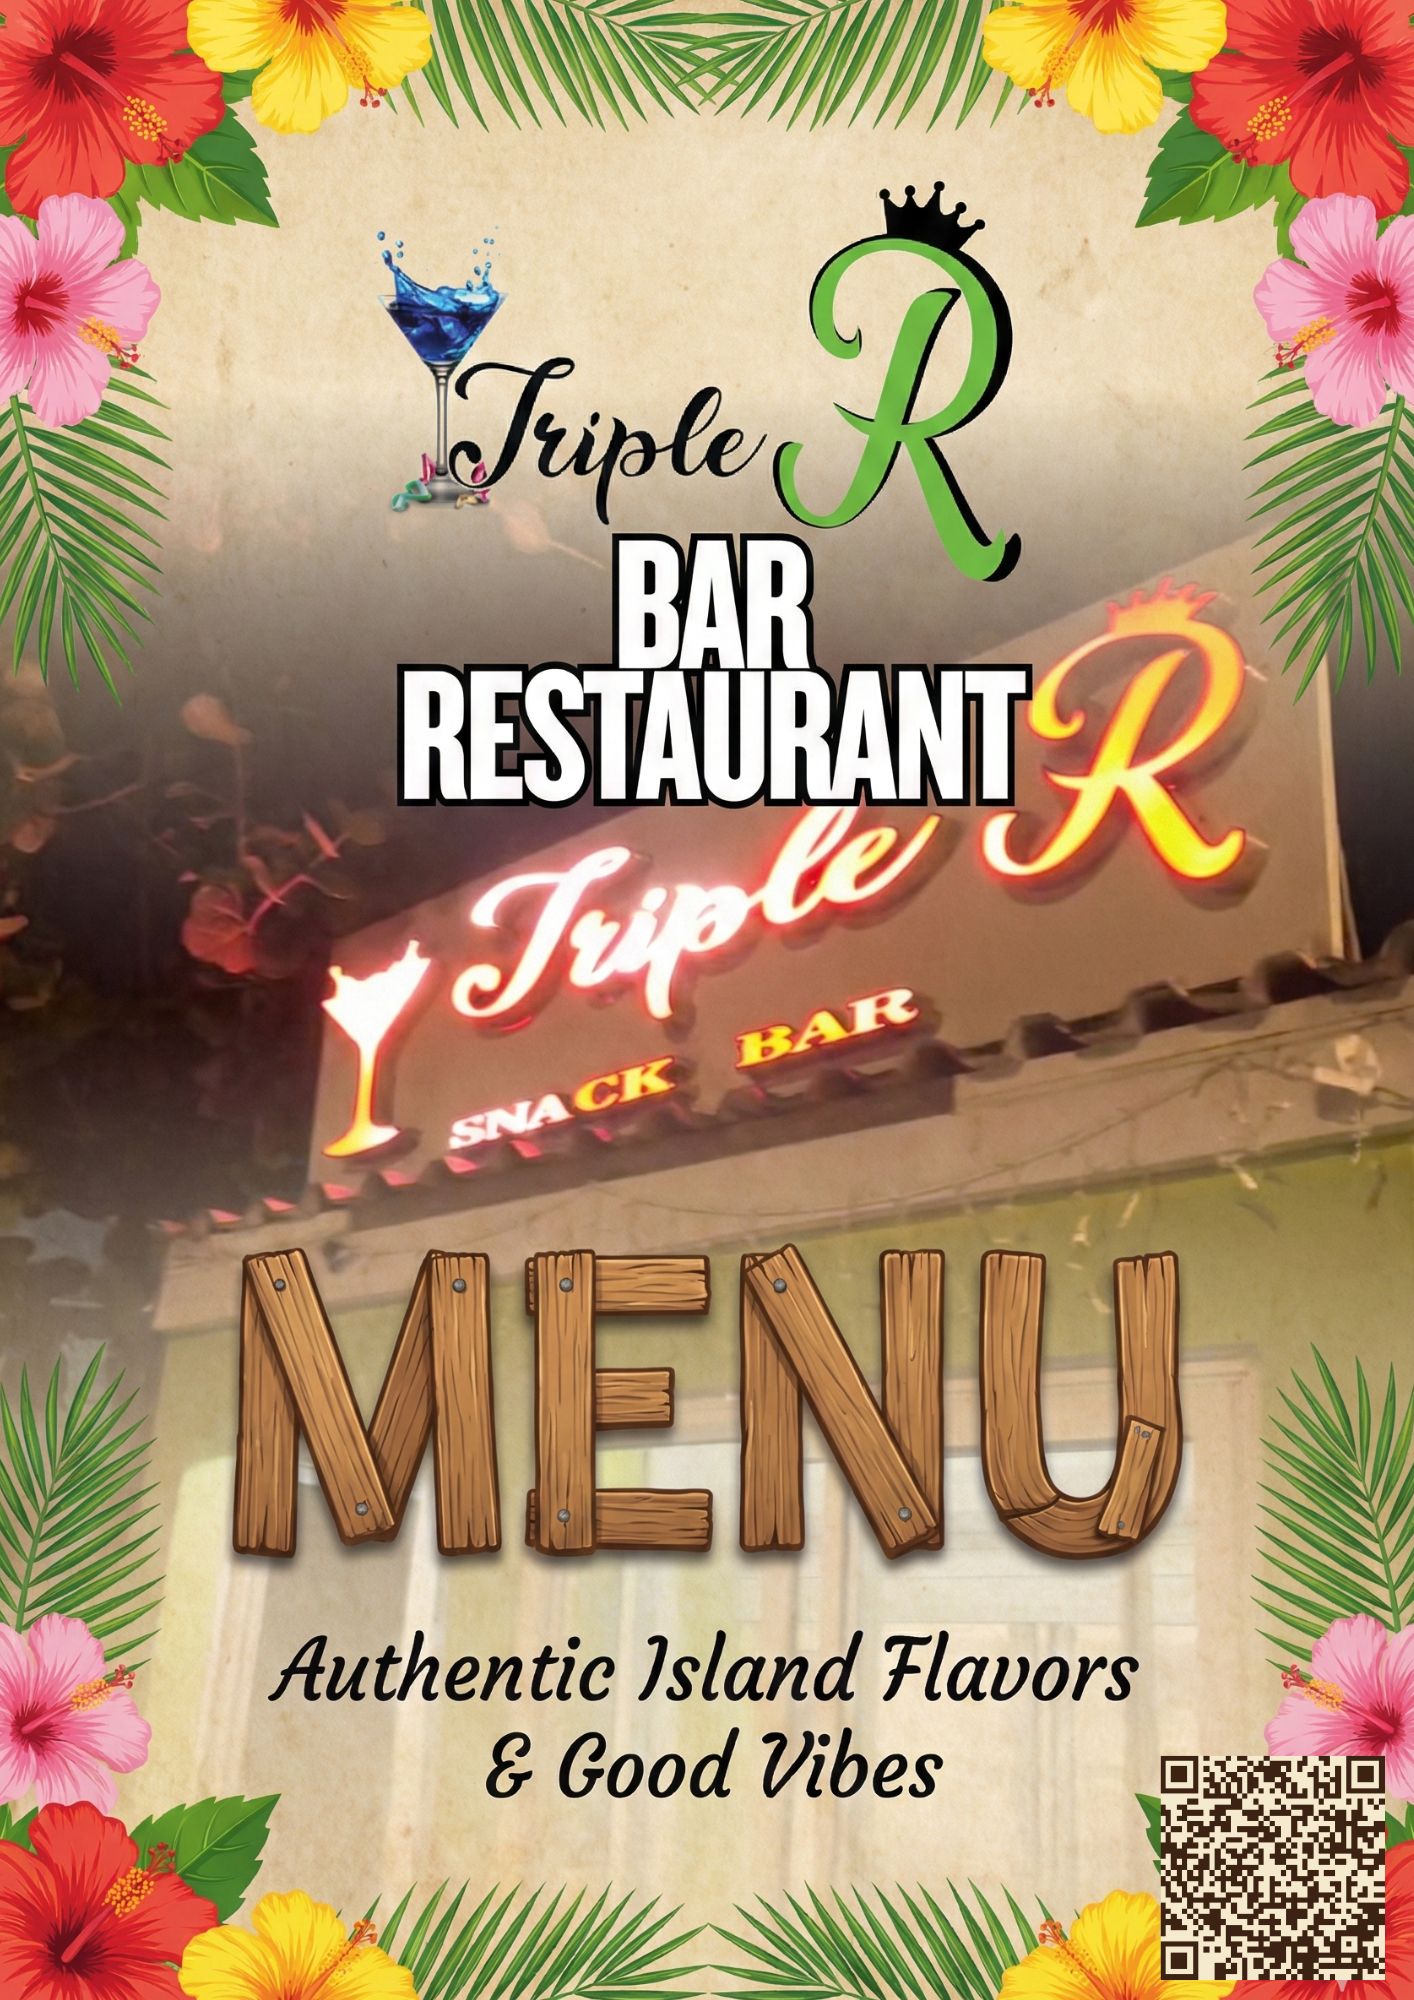 Triple R
BAR
RESTAURANT
Triple R
SNACK BAR
MENU
Authentic Island Flavors
& Good Vibes